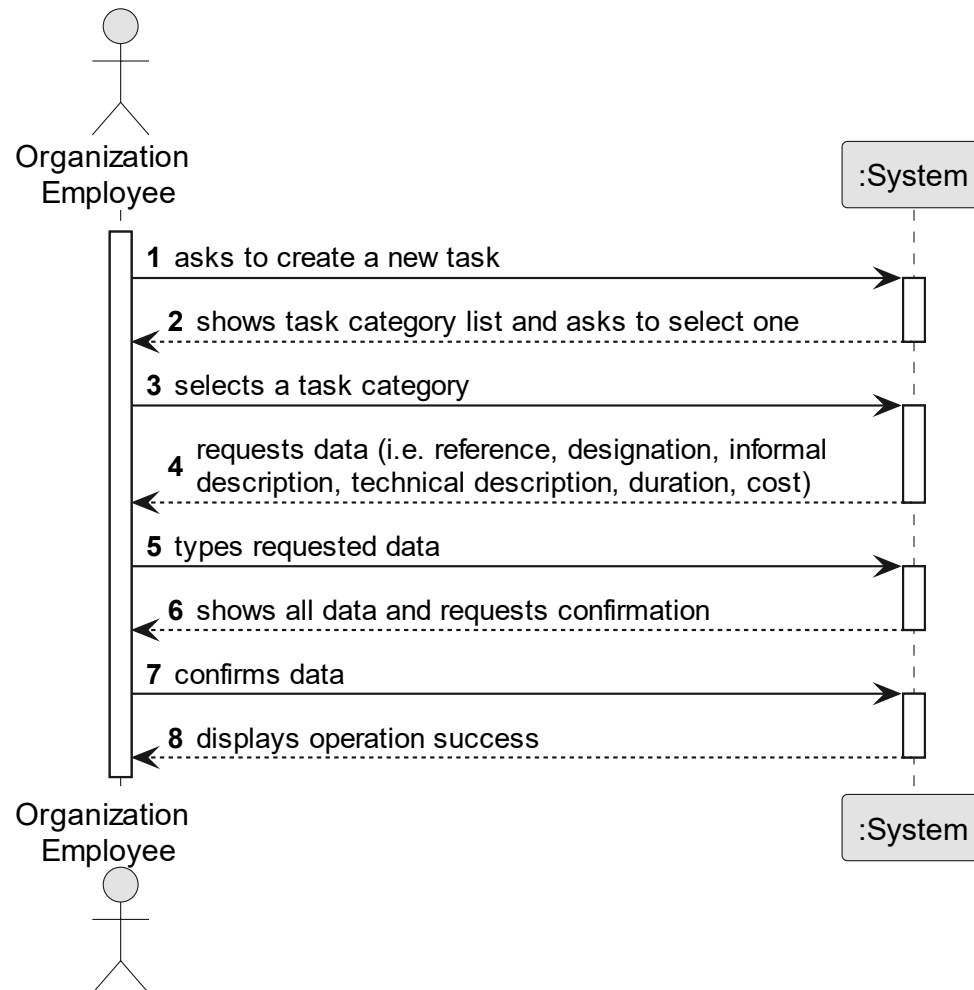 Organization
Employee
:System
1 asks to create a new task
2 shows task category list and asks to select one
3 selects a task category
4 requests data (i.e. reference, designation, informal
description, technical description, duration, cost)
5 types requested data
6 shows all data and requests confirmation
7 confirms data
8 displays operation success
Organization
Employee
:System